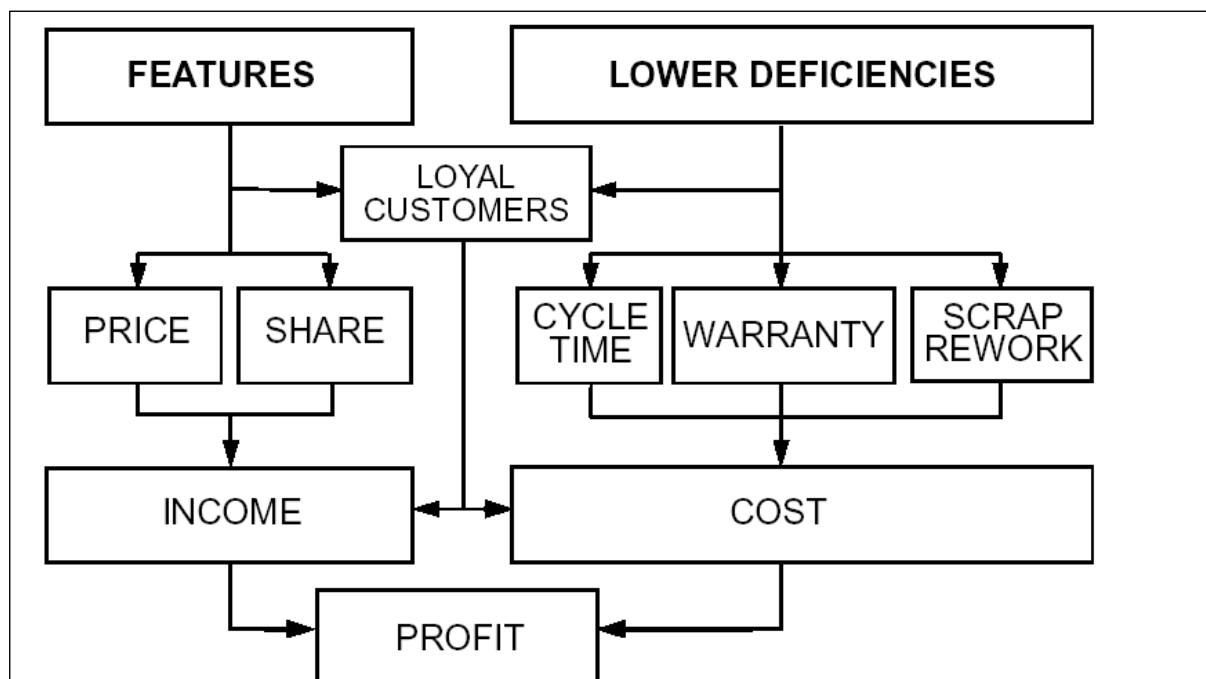 FEATURES
LOWER DEFICIENCIES
LOYAL
CUSTOMERS
PRICE
SHARE
CYCLE
TIME
WARRANTY
SCRAP
REWORK
INCOME
COST
PROFIT